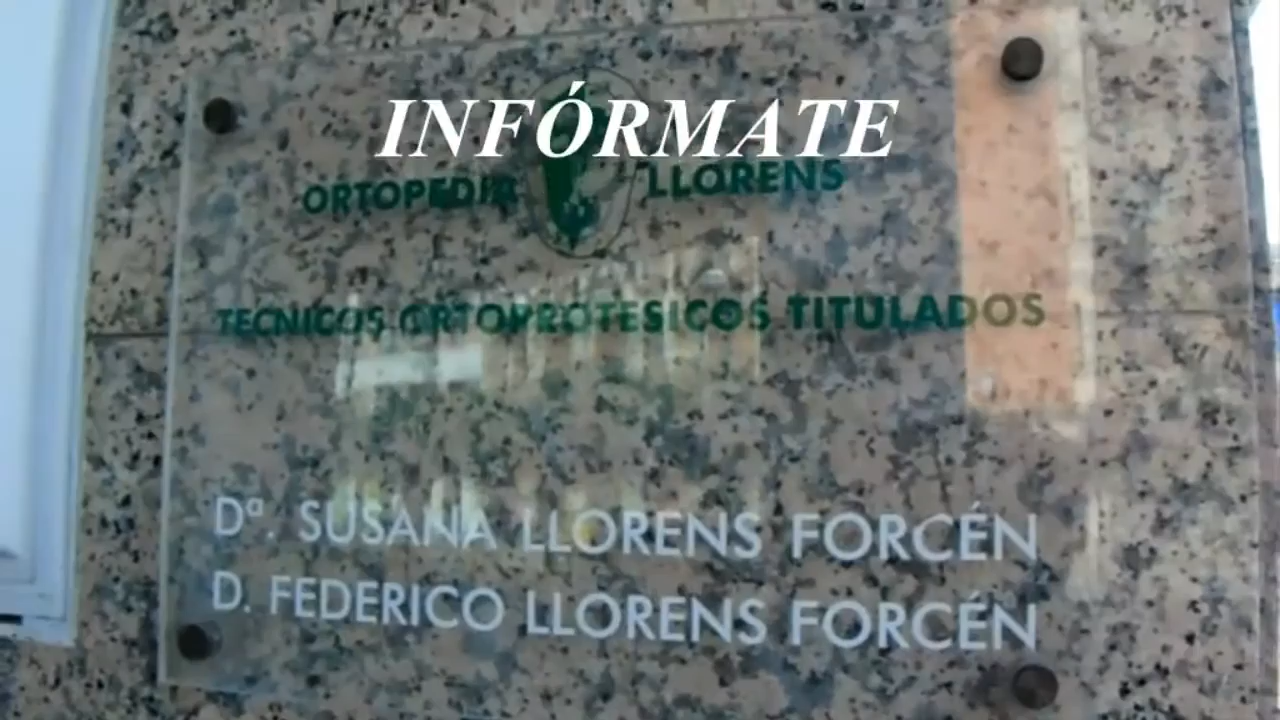 INFÓRMATE
ORTOPEDIA LLORENS
TECNICOS ORTOPROTESICOS TITULADOS
Dª. SUSANA LLORENS FORCÉN
D. FEDERICO LLORENS FORCÉN